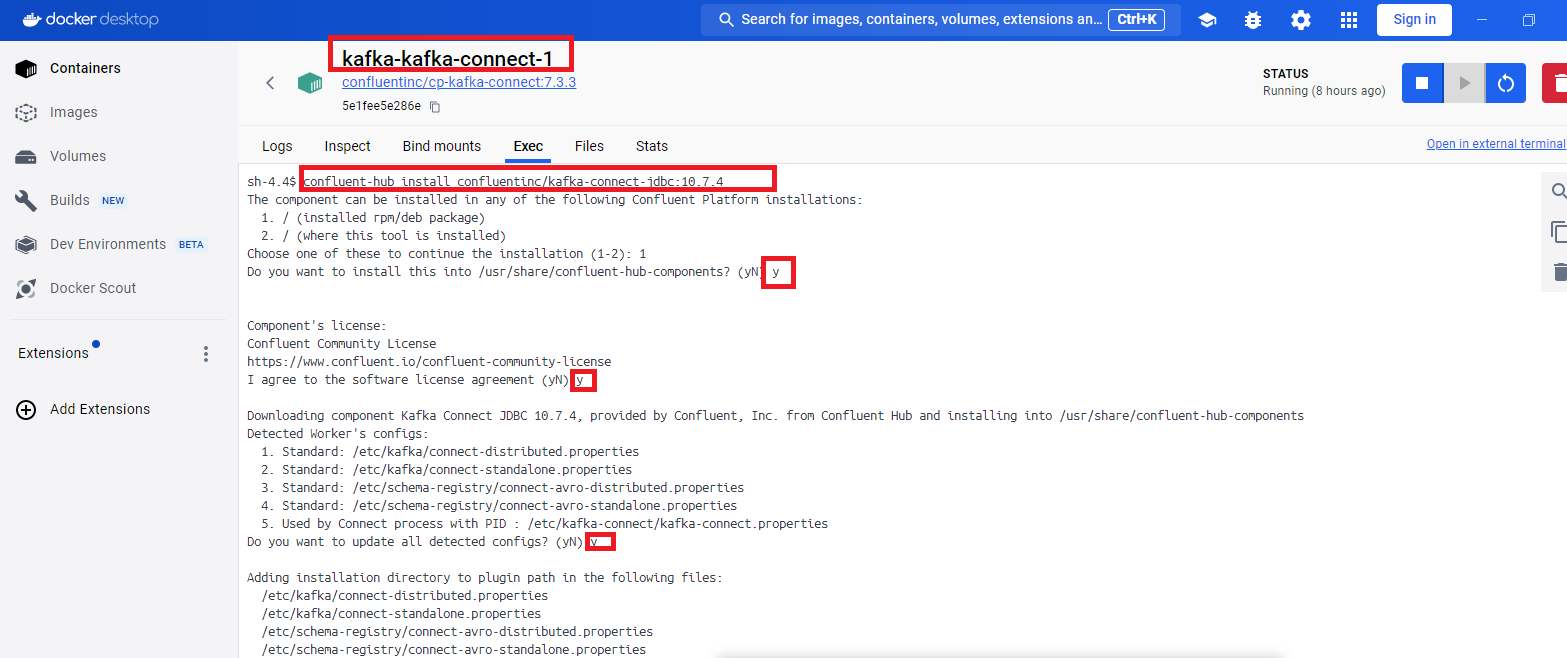 docker desktop
Search for images, containers, volumes, extensions an... Ctrl+K
Sign in
Containers
Images
Volumes
Builds NEW
Dev Environments BETA
Docker Scout
Extensions
Add Extensions
kafka-kafka-connect-1
confluentinc/cp-kafka-connect:7.3.3
5e1fee5e286e
STATUS
Running (8 hours ago)
Logs Inspect Bind mounts Exec Files Stats
Open in external terminal
sh-4.4$ confluent-hub install confluentinc/kafka-connect-jdbc:10.7.4
The component can be installed in any of the following Confluent Platform installations:
1. / (installed rpm/deb package)
2. / (where this tool is installed)
Choose one of these to continue the installation (1-2): 1
Do you want to install this into /usr/share/confluent-hub-components? (yN) y
Component's license:
Confluent Community License
https://www.confluent.io/confluent-community-license
I agree to the software license agreement (yN) y
Downloading component Kafka Connect JDBC 10.7.4, provided by Confluent, Inc. from Confluent Hub and installing into /usr/share/confluent-hub-components
Detected Worker's configs:
1. Standard: /etc/kafka/connect-distributed.properties
2. Standard: /etc/kafka/connect-standalone.properties
3. Standard: /etc/schema-registry/connect-avro-distributed.properties
4. Standard: /etc/schema-registry/connect-avro-standalone.properties
5. Used by Connect process with PID : /etc/kafka-connect/kafka-connect.properties
Do you want to update all detected configs? (yN) y
Adding installation directory to plugin path in the following files:
/etc/kafka/connect-distributed.properties
/etc/kafka/connect-standalone.properties
/etc/schema-registry/connect-avro-distributed.properties
/etc/schema-registry/connect-avro-standalone.properties